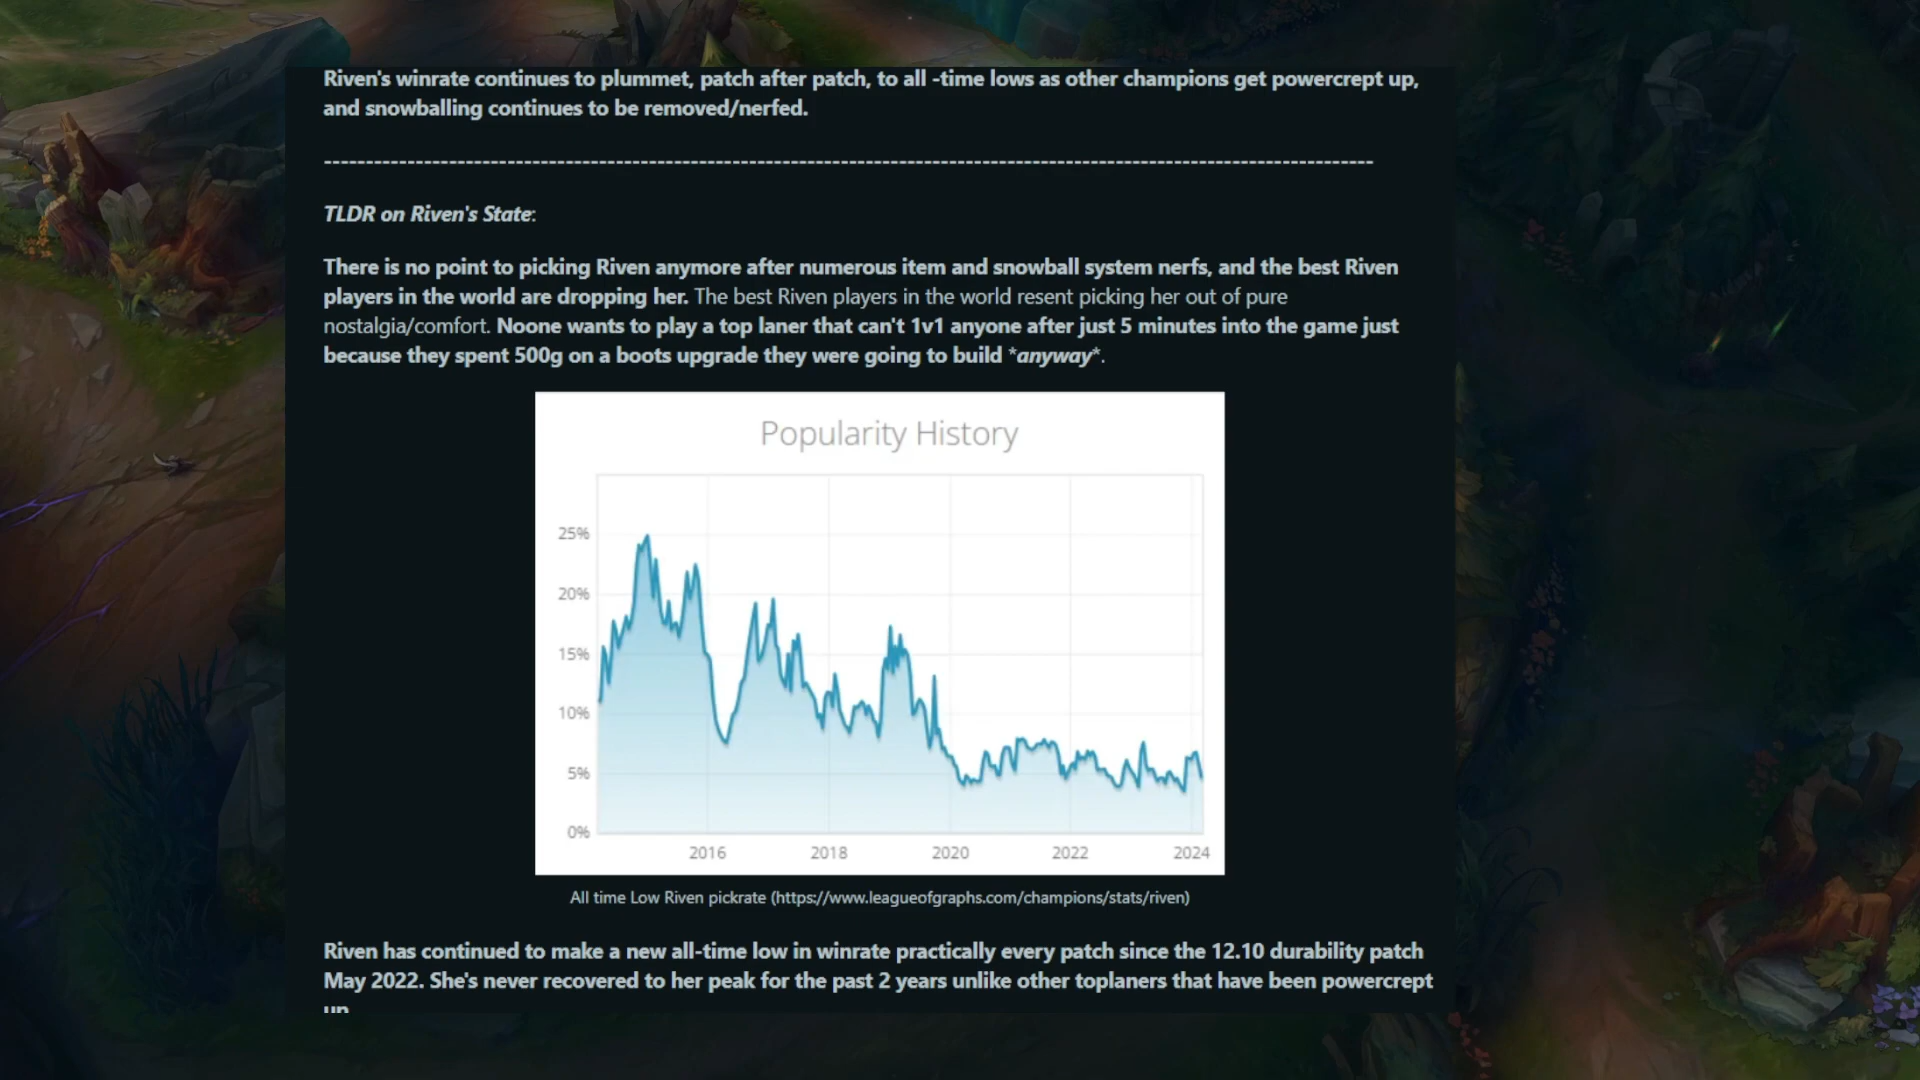 Riven's winrate continues to plummet, patch after patch, to all -time lows as other champions get powercrept up,
and snowballing continues to be removed/nerfed.
------------------------------------------------------------------------------------------------------------------------------
TLDR on Riven's State:
There is no point to picking Riven anymore after numerous item and snowball system nerfs, and the best Riven
players in the world are dropping her. The best Riven players in the world resent picking her out of pure
nostalgia/comfort. Noone wants to play a top laner that can't 1v1 anyone after just 5 minutes into the game just
because they spent 500g on a boots upgrade they were going to build *anyway*.
Popularity History
25%
20%
15%
10%
5%
0%
2016 2018 2020 2022 2024
All time Low Riven pickrate (https://www.leagueofgraphs.com/champions/stats/riven)
Riven has continued to make a new all-time low in winrate practically every patch since the 12.10 durability patch
May 2022. She's never recovered to her peak for the past 2 years unlike other toplaners that have been powercrept
up